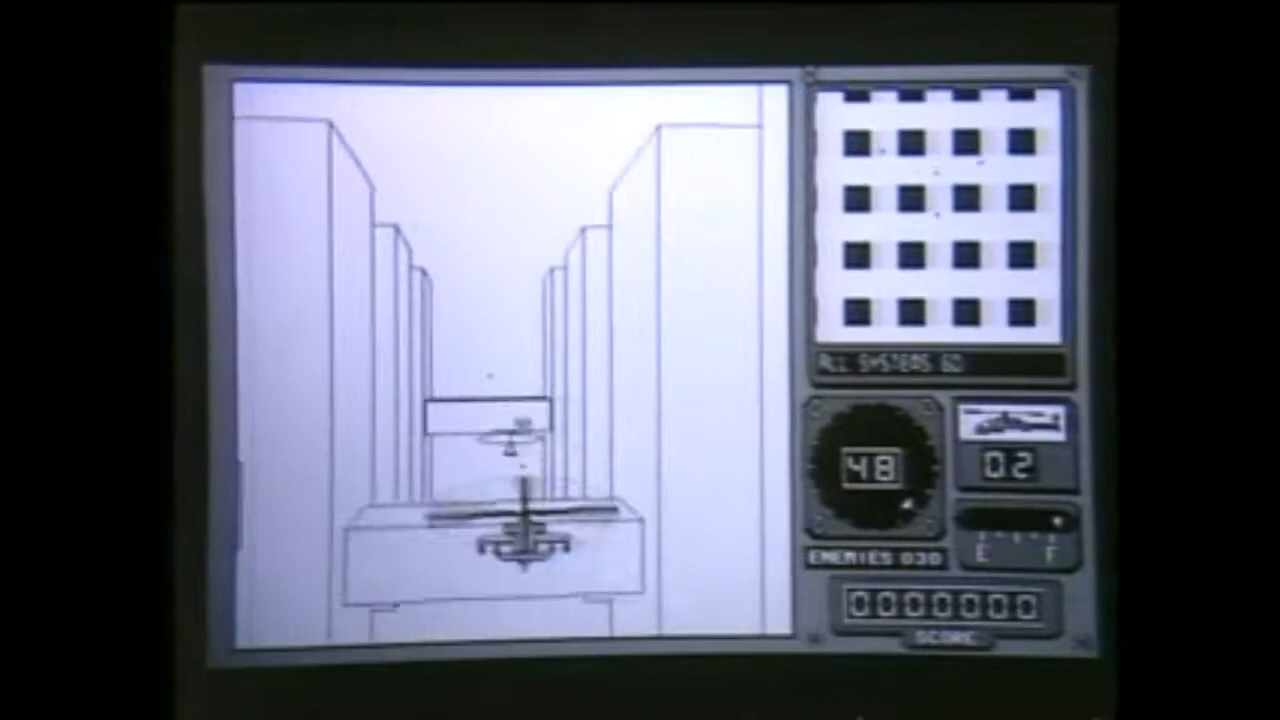 ALL SYSTEMS GO
48
02
E F
ENEMIES 030
0000000
SCORE